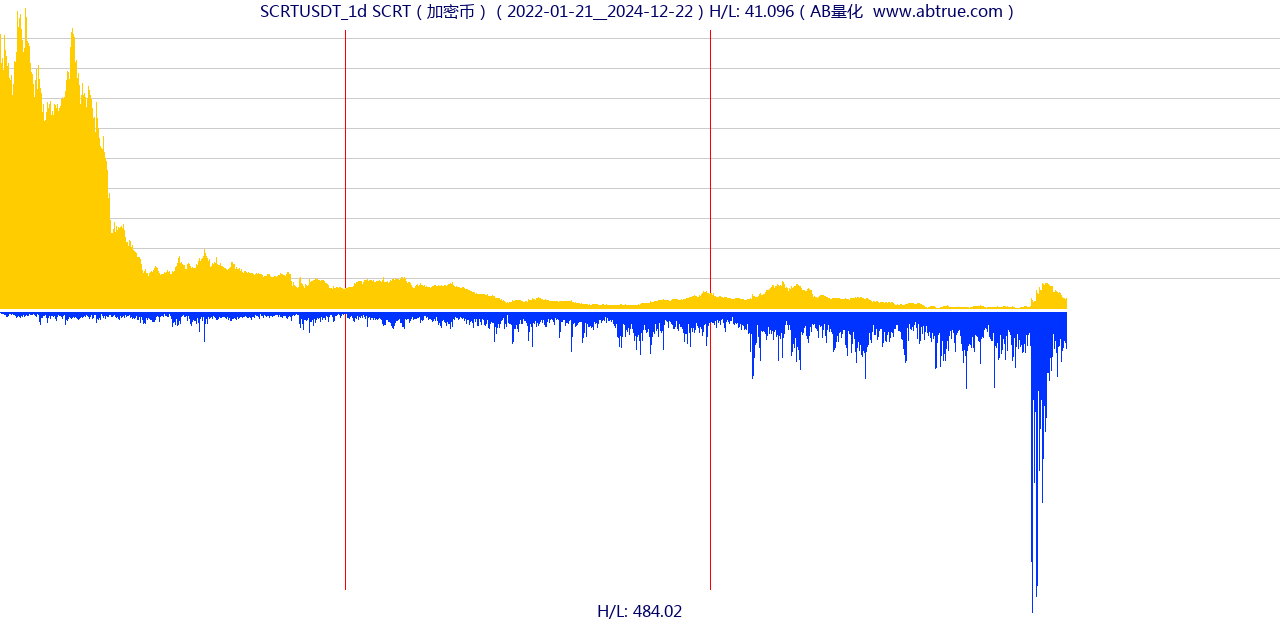 SCRTUSDT_1d SCRT ( 加密币 ) ( 2022-01-21__2024-12-22 ) H/L: 41.096 ( AB量化 www.abtrue.com )
H/L: 484.02